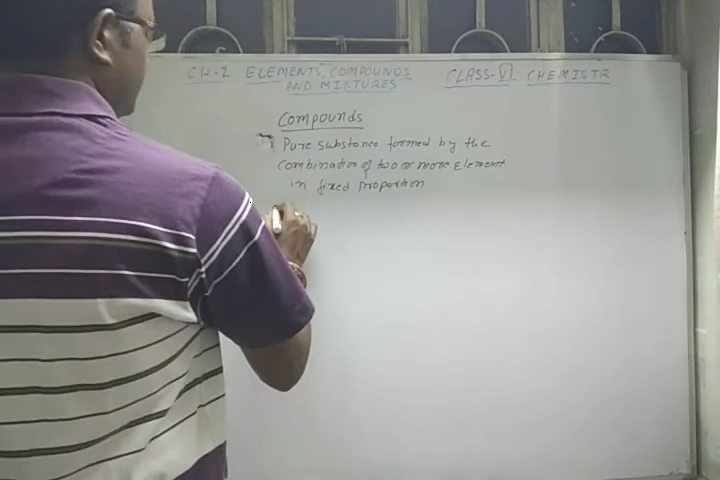 CH-2 ELEMENTS, COMPOUNDS
AND MIXTURES
CLASS-VI CHEMISTR
Compounds
Pure substance formed by the
combination of two or more Element
in fixed proportion